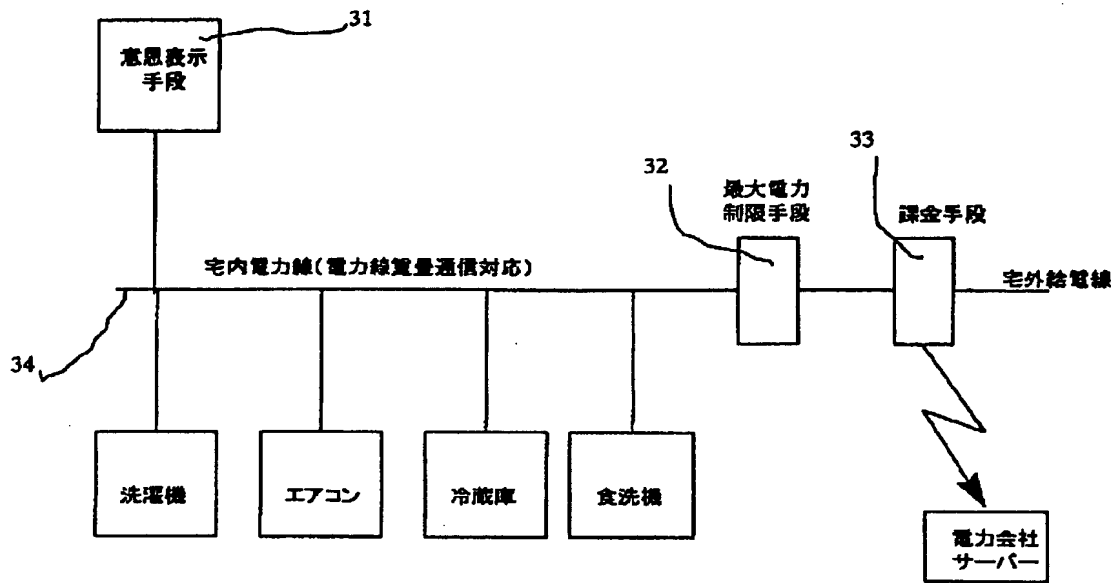 31
意思表示
手段
32
最大電力
制限手段
33
課金手段
宅内電力線(電力線重畳通信対応)
宅外給電線
34
洗濯機
エアコン
冷蔵庫
食洗機
電力会社
サーバー